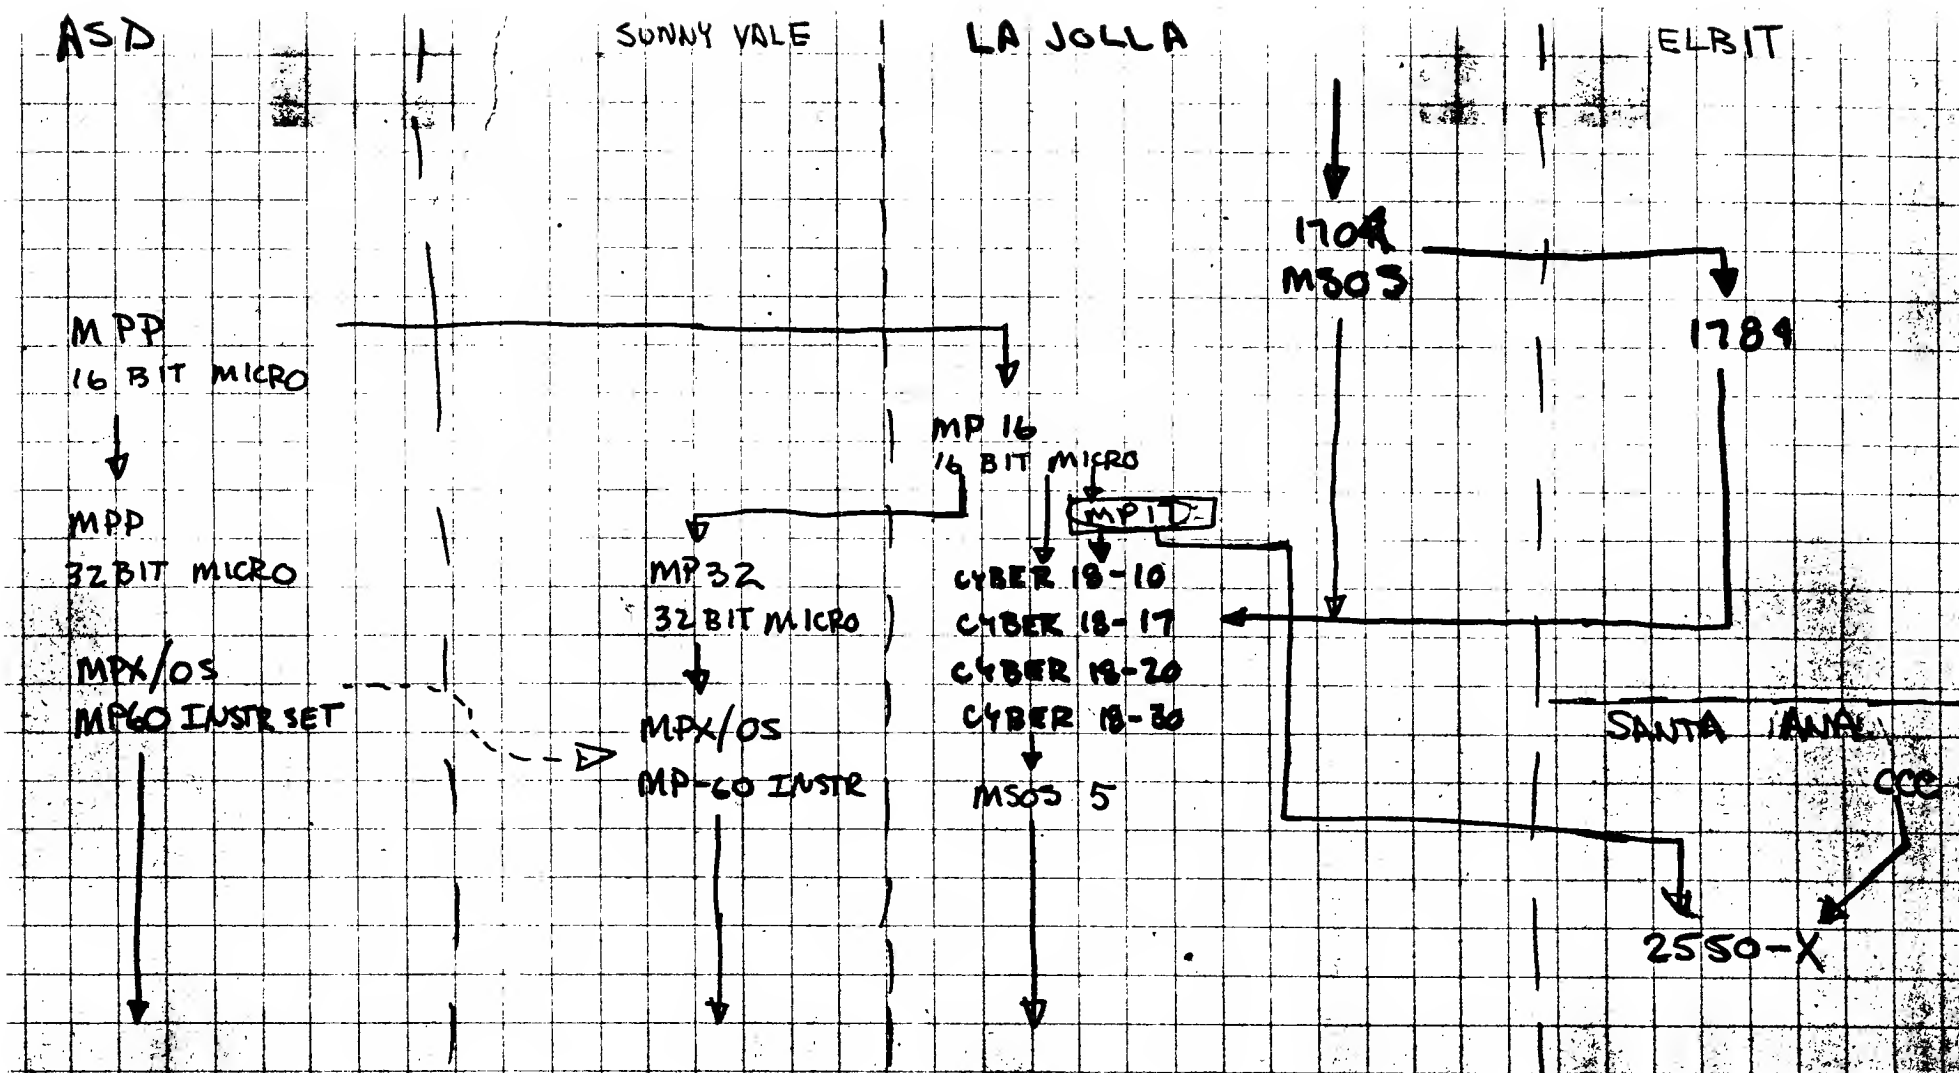 ASD
SUNNY VALE
LA JOLLA
ELBIT
1704
MSOS
1784
MPP
16 BIT MICRO
MP 16
16 BIT MICRO
MPP
32 BIT MICRO
MP32
32 BIT MICRO
CYBER 18-10
CYBER 18-17
CYBER 18-20
CYBER 18-30
MPX/OS
MP60 INSTR SET
MPX/OS
MP-60 INSTR
MSOS 5
SANTA ANA
CCC
2550-X